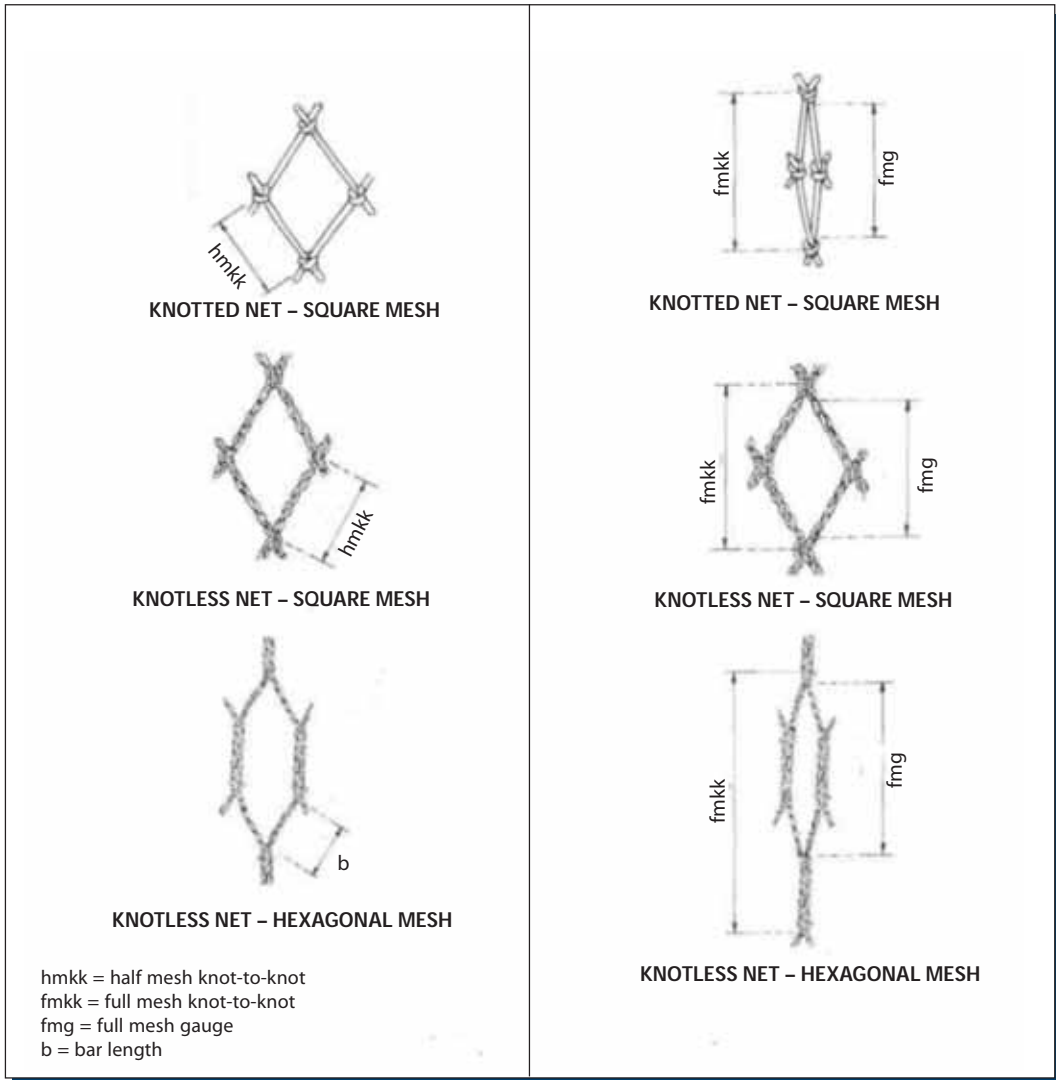 hmkk
KNOTTED NET – SQUARE MESH
hmkk
KNOTLESS NET – SQUARE MESH
b
KNOTLESS NET – HEXAGONAL MESH
hmkk = half mesh knot-to-knot
fmkk = full mesh knot-to-knot
fmg = full mesh gauge
b = bar length
fmkk
fmg
KNOTTED NET – SQUARE MESH
fmkk
fmg
KNOTLESS NET – SQUARE MESH
fmkk
fmg
KNOTLESS NET – HEXAGONAL MESH